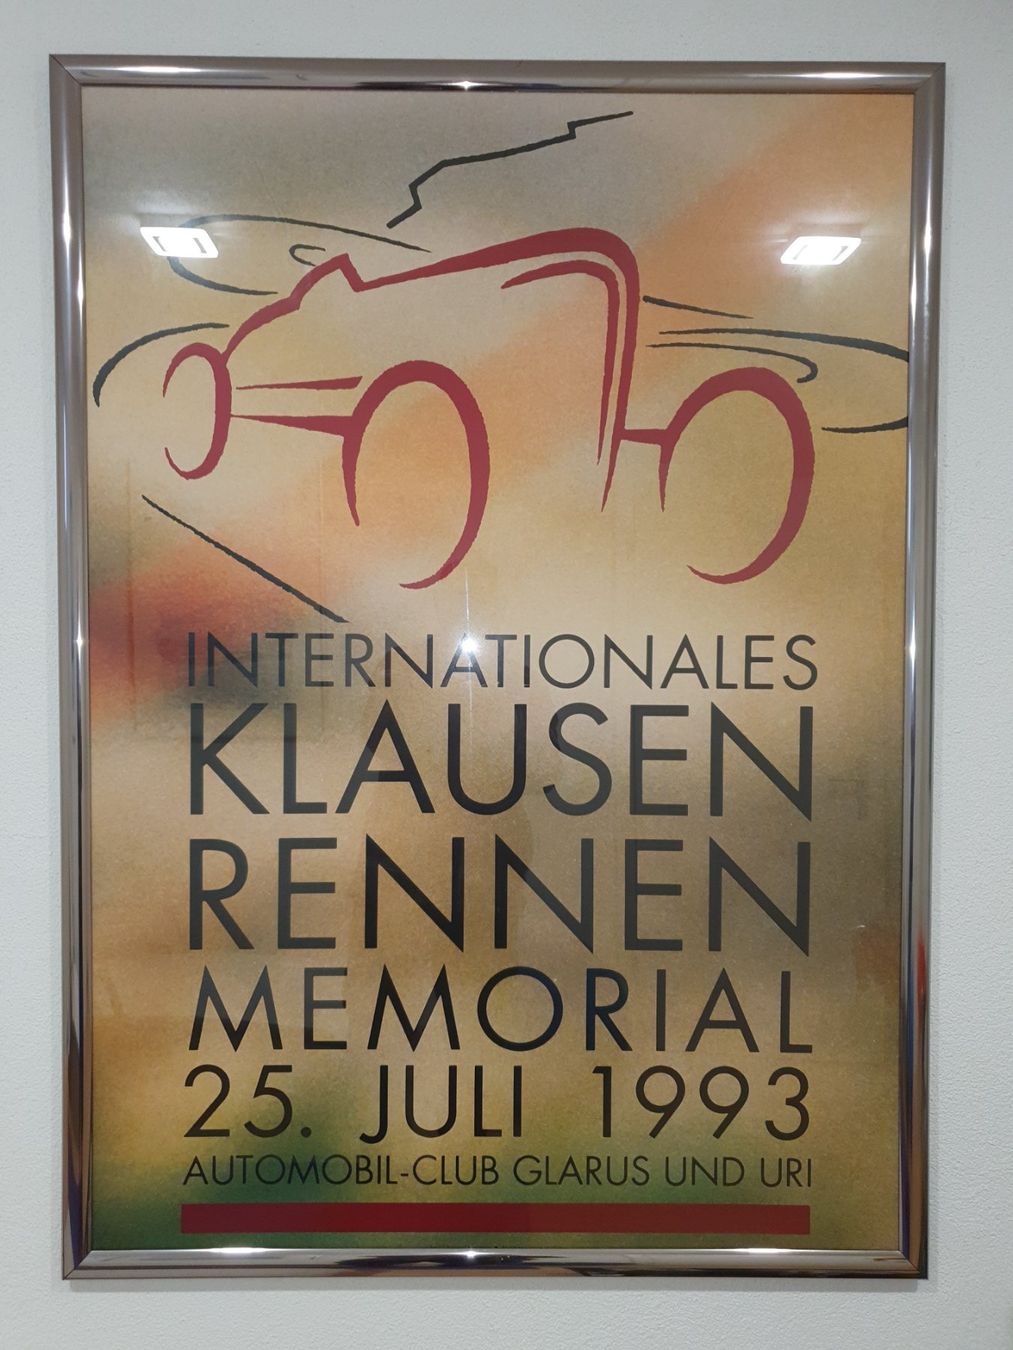 INTERNATIONALES
KLAUSEN
RENNEN
MEMORIAL
25. JULI 1993
AUTOMOBIL-CLUB GLARUS UND URI